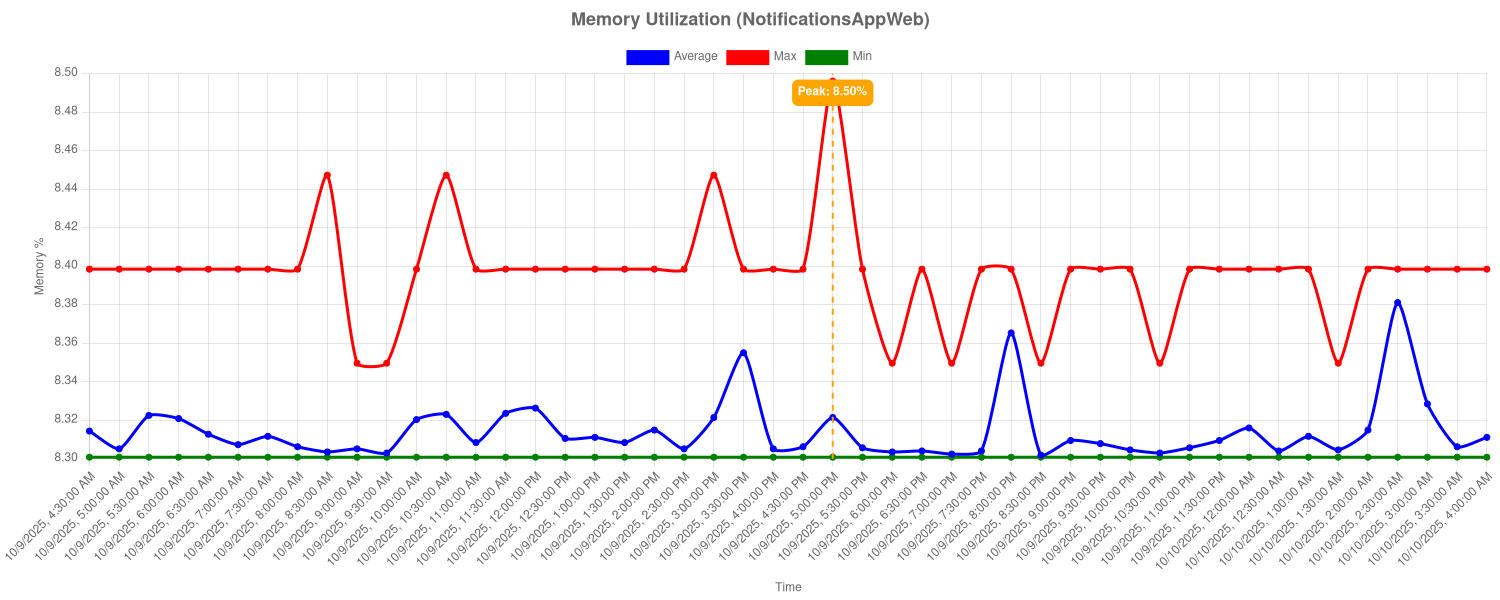 Memory Utilization (NotificationsAppWeb)
Average Max Min
8.50
Peak: 8.50%
8.48
8.46
8.44
8.42
8.40
8.38
8.36
8.34
8.32
8.30
Memory %
10/9/2025, 4:30:00 AM
10/9/2025, 5:00:00 AM
10/9/2025, 5:30:00 AM
10/9/2025, 6:00:00 AM
10/9/2025, 6:30:00 AM
10/9/2025, 7:00:00 AM
10/9/2025, 7:30:00 AM
10/9/2025, 8:00:00 AM
10/9/2025, 8:30:00 AM
10/9/2025, 9:00:00 AM
10/9/2025, 9:30:00 AM
10/9/2025, 10:00:00 AM
10/9/2025, 10:30:00 AM
10/9/2025, 11:00:00 AM
10/9/2025, 11:30:00 AM
10/9/2025, 12:00:00 PM
10/9/2025, 12:30:00 PM
10/9/2025, 1:00:00 PM
10/9/2025, 1:30:00 PM
10/9/2025, 2:00:00 PM
10/9/2025, 2:30:00 PM
10/9/2025, 3:00:00 PM
10/9/2025, 3:30:00 PM
10/9/2025, 4:00:00 PM
10/9/2025, 4:30:00 PM
10/9/2025, 5:00:00 PM
10/9/2025, 5:30:00 PM
10/9/2025, 6:00:00 PM
10/9/2025, 6:30:00 PM
10/9/2025, 7:00:00 PM
10/9/2025, 7:30:00 PM
10/9/2025, 8:00:00 PM
10/9/2025, 8:30:00 PM
10/9/2025, 9:00:00 PM
10/9/2025, 9:30:00 PM
10/9/2025, 10:00:00 PM
10/9/2025, 10:30:00 PM
10/9/2025, 11:00:00 PM
10/9/2025, 11:30:00 PM
10/10/2025, 12:00:00 AM
10/10/2025, 12:30:00 AM
10/10/2025, 1:00:00 AM
10/10/2025, 1:30:00 AM
10/10/2025, 2:00:00 AM
10/10/2025, 2:30:00 AM
10/10/2025, 3:00:00 AM
10/10/2025, 3:30:00 AM
10/10/2025, 4:00:00 AM
Time